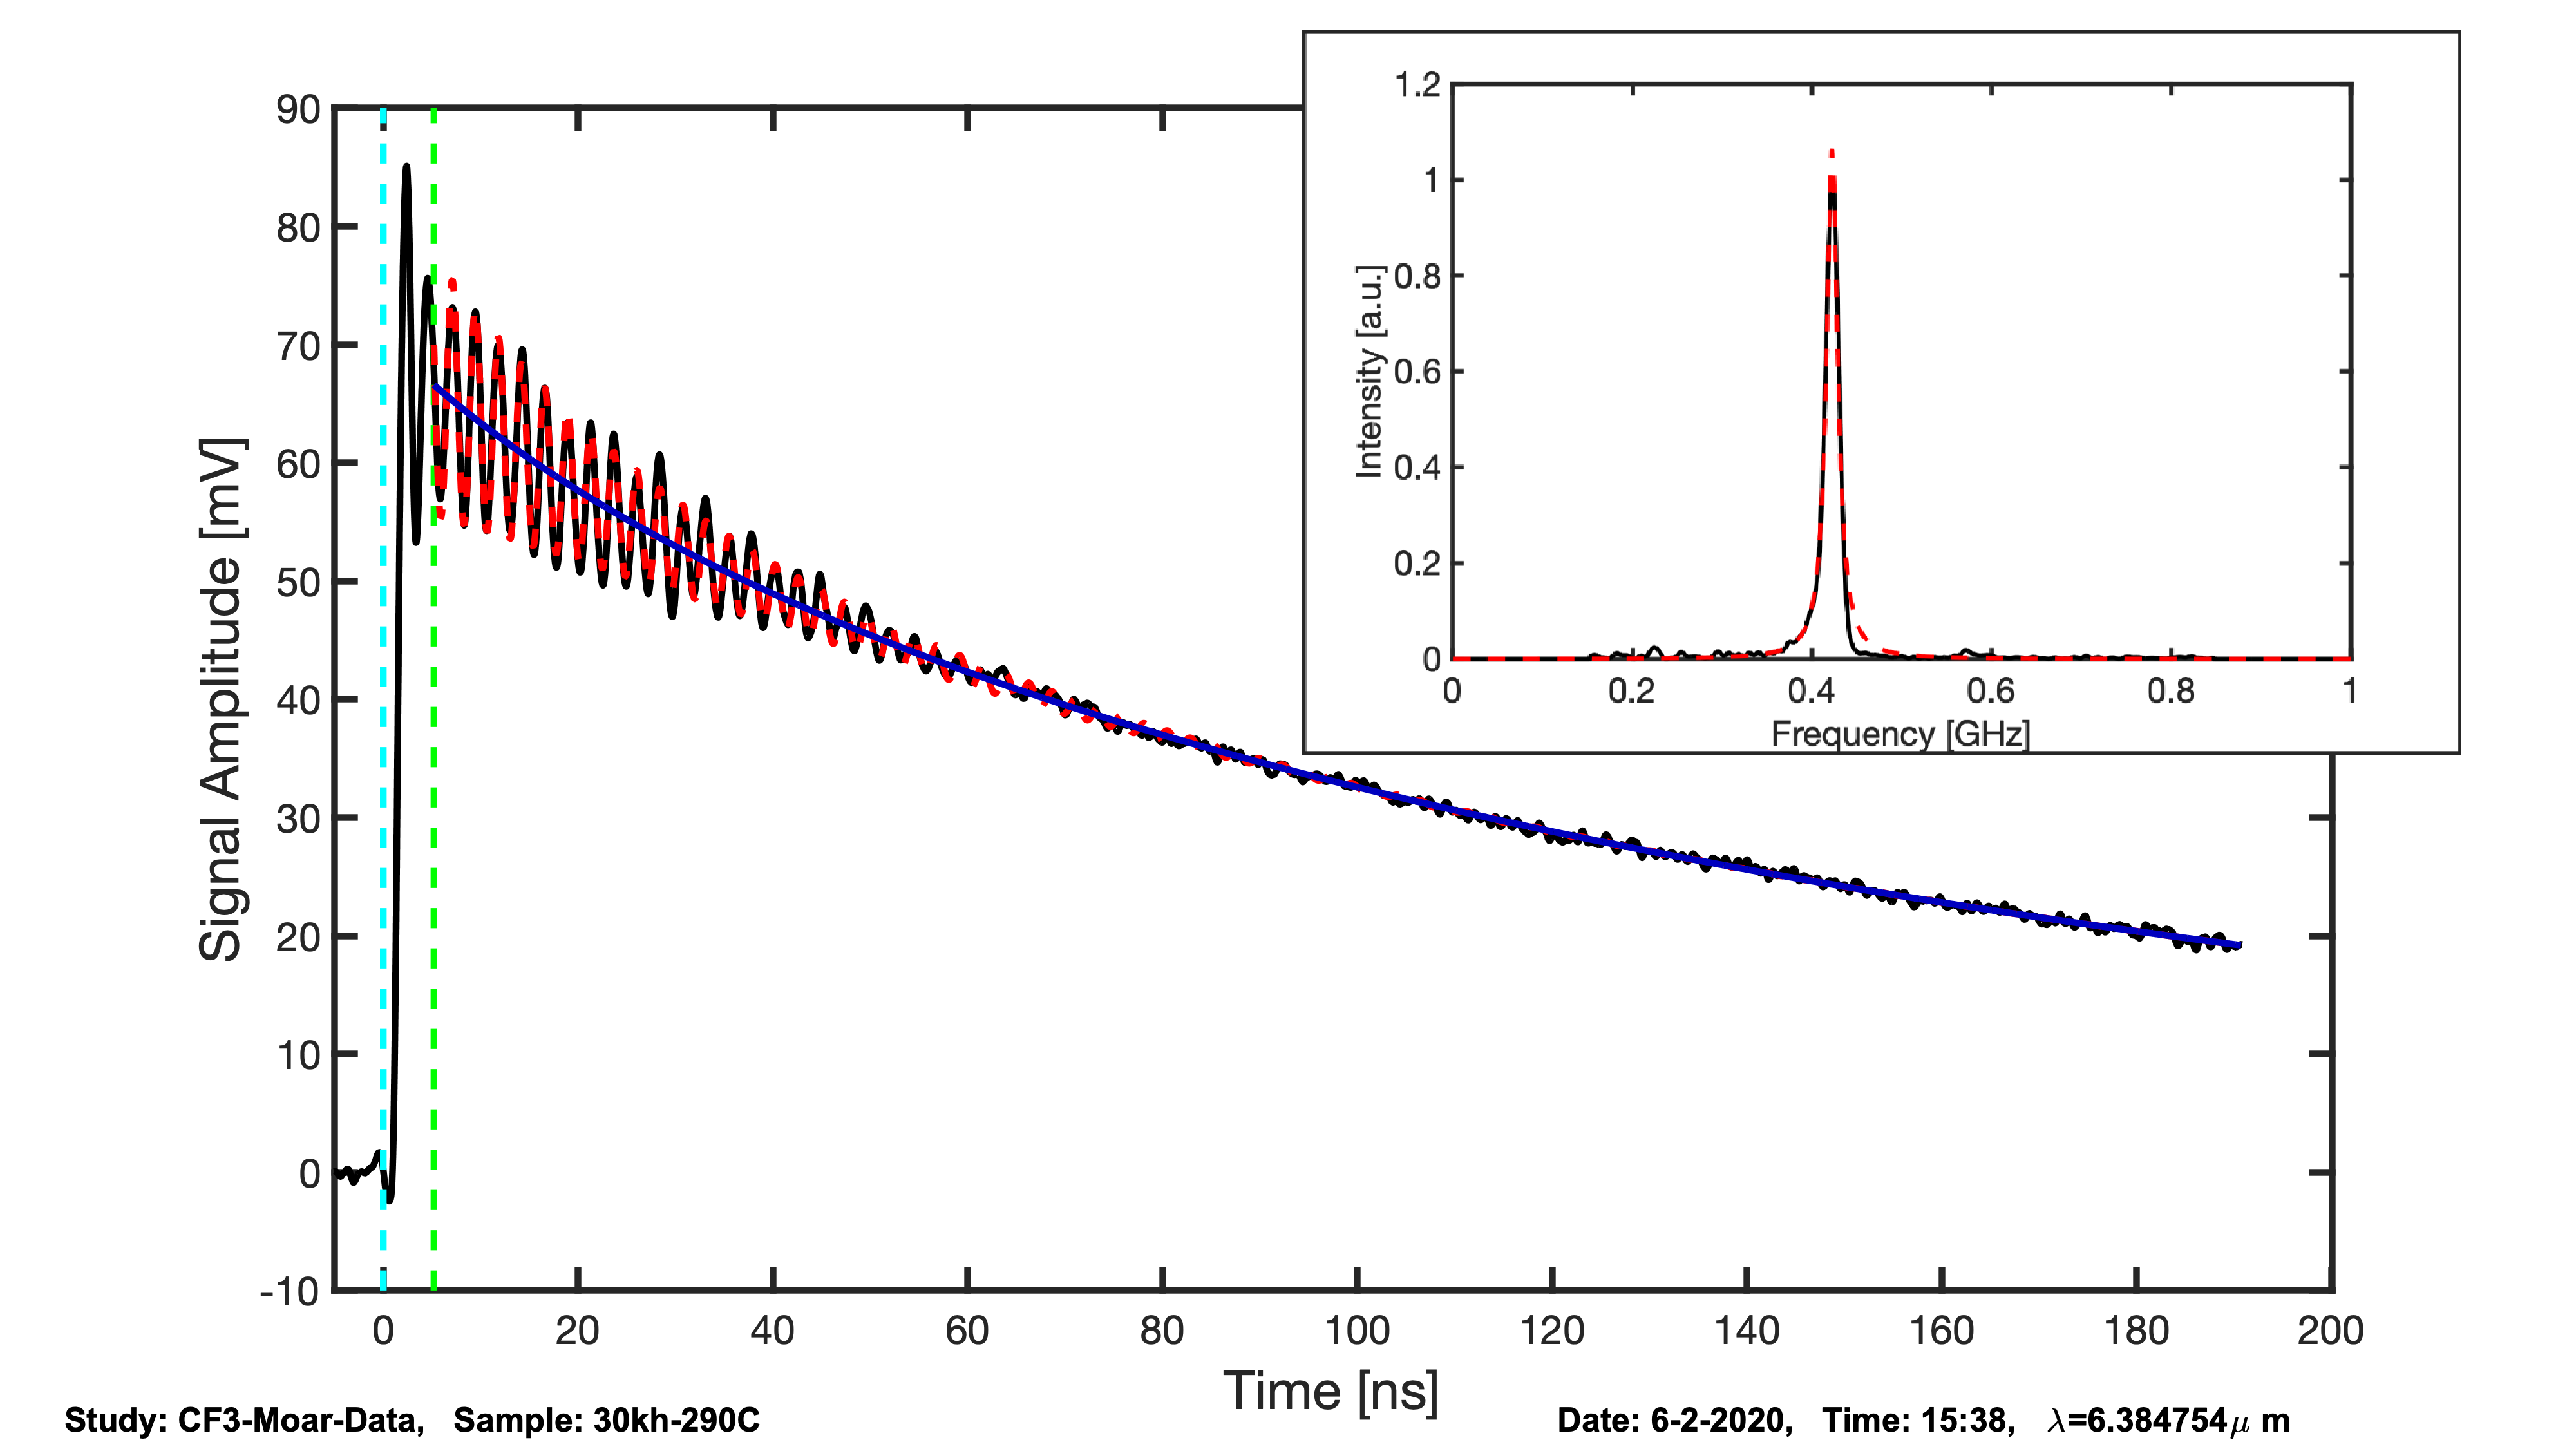 1.2
1
0.8
0.6
0.4
0.2
0
Intensity [a.u.]
0 0.2 0.4 0.6 0.8 1
Frequency [GHz]
90
80
70
60
50
40
30
20
10
0
-10
Signal Amplitude [mV]
0 20 40 60 80 100 120 140 160 180 200
Time [ns]
Study: CF3-Moar-Data, Sample: 30kh-290C
Date: 6-2-2020, Time: 15:38, λ=6.384754μ m